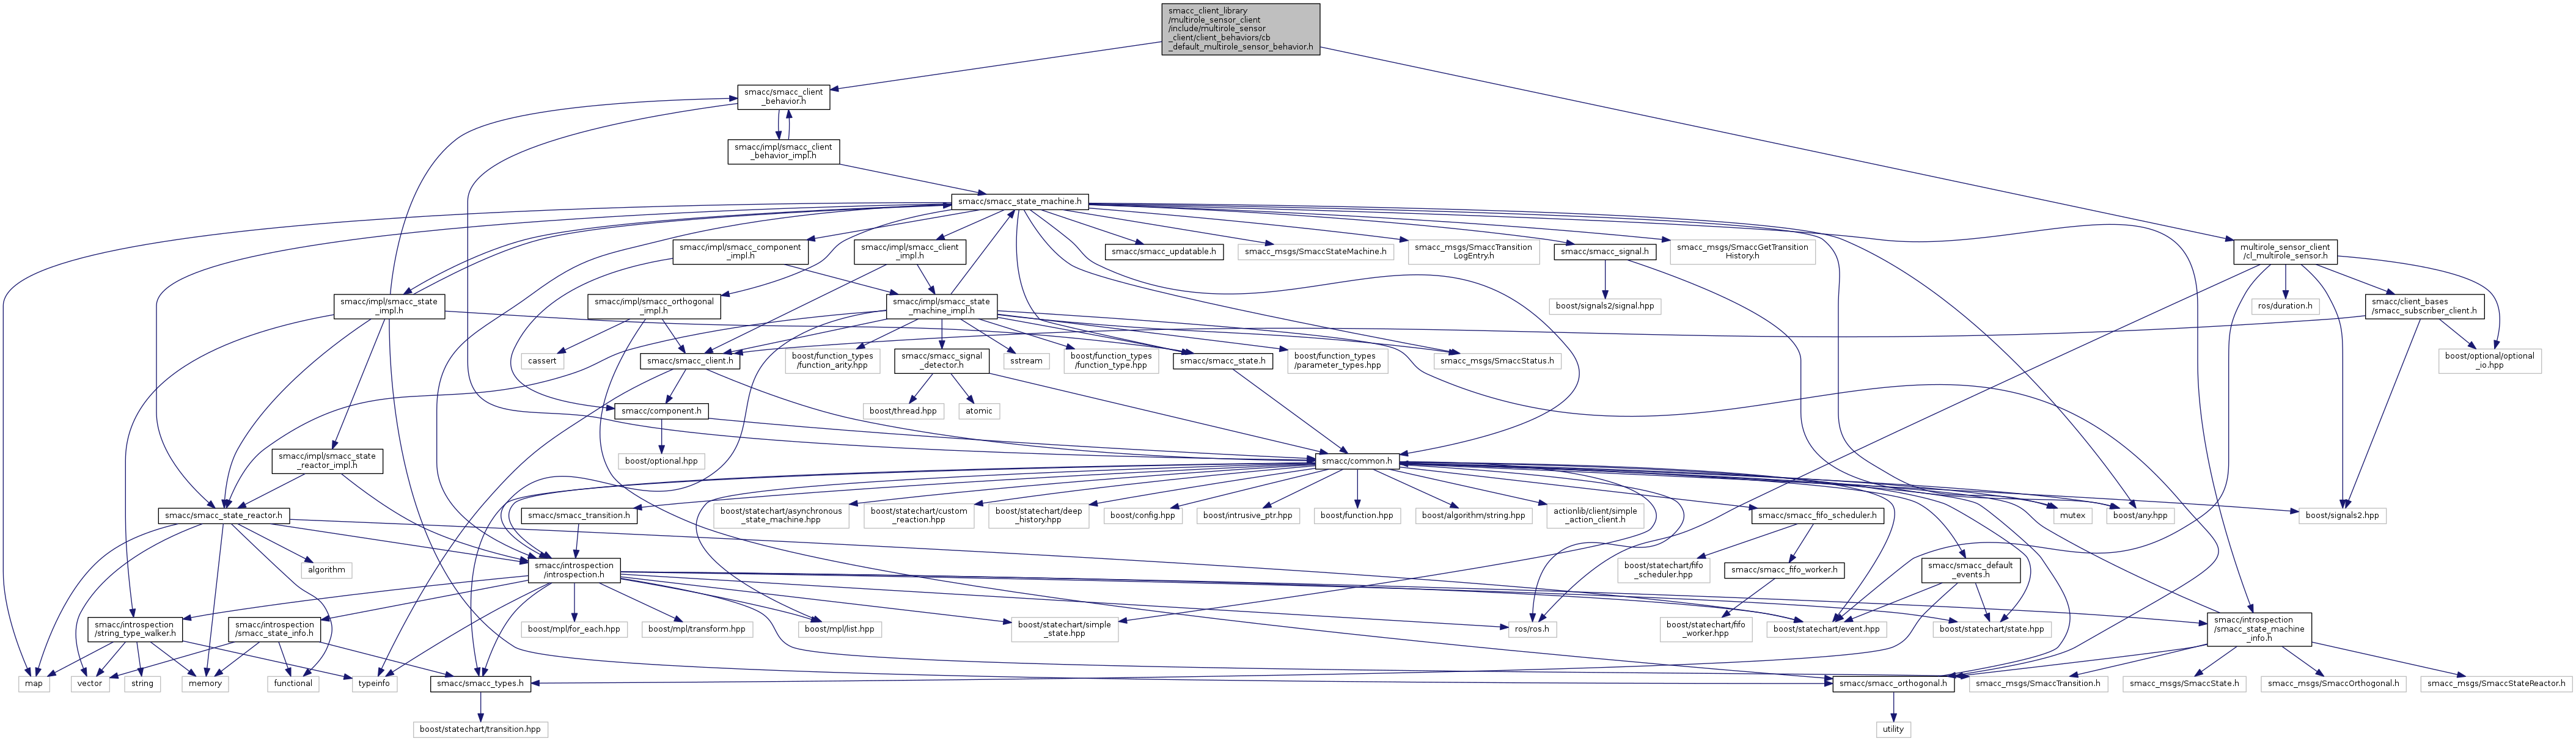 smacc_client_library
/multirole_sensor_client
/include/multirole_sensor
_client/client_behaviors/cb
_default_multirole_sensor_behavior.h
smacc/smacc_client
_behavior.h
smacc/impl/smacc_client
_behavior_impl.h
smacc/smacc_state_machine.h
smacc/impl/smacc_component
_impl.h
smacc/impl/smacc_client
_impl.h
smacc/smacc_updatable.h
smacc_msgs/SmaccStateMachine.h
smacc_msgs/SmaccTransition
LogEntry.h
smacc/smacc_signal.h
smacc_msgs/SmaccGetTransition
History.h
multirole_sensor_client
/cl_multirole_sensor.h
smacc/impl/smacc_state
_impl.h
smacc/impl/smacc_orthogonal
_impl.h
smacc/impl/smacc_state
_machine_impl.h
boost/signals2/signal.hpp
ros/duration.h
smacc/client_bases
/smacc_subscriber_client.h
cassert
smacc/smacc_client.h
boost/function_types
/function_arity.hpp
smacc/smacc_signal
_detector.h
sstream
boost/function_types
/function_type.hpp
smacc/smacc_state.h
boost/function_types
/parameter_types.hpp
smacc_msgs/SmaccStatus.h
boost/optional/optional
_io.hpp
smacc/component.h
boost/thread.hpp
atomic
smacc/impl/smacc_state
_reactor_impl.h
boost/optional.hpp
smacc/common.h
smacc/smacc_state_reactor.h
smacc/smacc_transition.h
boost/statechart/asynchronous
_state_machine.hpp
boost/statechart/custom
_reaction.hpp
boost/statechart/deep
_history.hpp
boost/config.hpp
boost/intrusive_ptr.hpp
boost/function.hpp
boost/algorithm/string.hpp
actionlib/client/simple
_action_client.h
smacc/smacc_fifo_scheduler.h
mutex
boost/any.hpp
boost/signals2.hpp
algorithm
smacc/introspection
/introspection.h
boost/statechart/fifo
_scheduler.hpp
smacc/smacc_fifo_worker.h
smacc/smacc_default
_events.h
smacc/introspection
/string_type_walker.h
smacc/introspection
/smacc_state_info.h
boost/mpl/for_each.hpp
boost/mpl/transform.hpp
boost/mpl/list.hpp
boost/statechart/simple
_state.hpp
ros/ros.h
boost/statechart/fifo
_worker.hpp
boost/statechart/event.hpp
boost/statechart/state.hpp
smacc/introspection
/smacc_state_machine
_info.h
map
vector
string
memory
functional
typeinfo
smacc/smacc_types.h
smacc/smacc_orthogonal.h
smacc_msgs/SmaccTransition.h
smacc_msgs/SmaccState.h
smacc_msgs/SmaccOrthogonal.h
smacc_msgs/SmaccStateReactor.h
boost/statechart/transition.hpp
utility